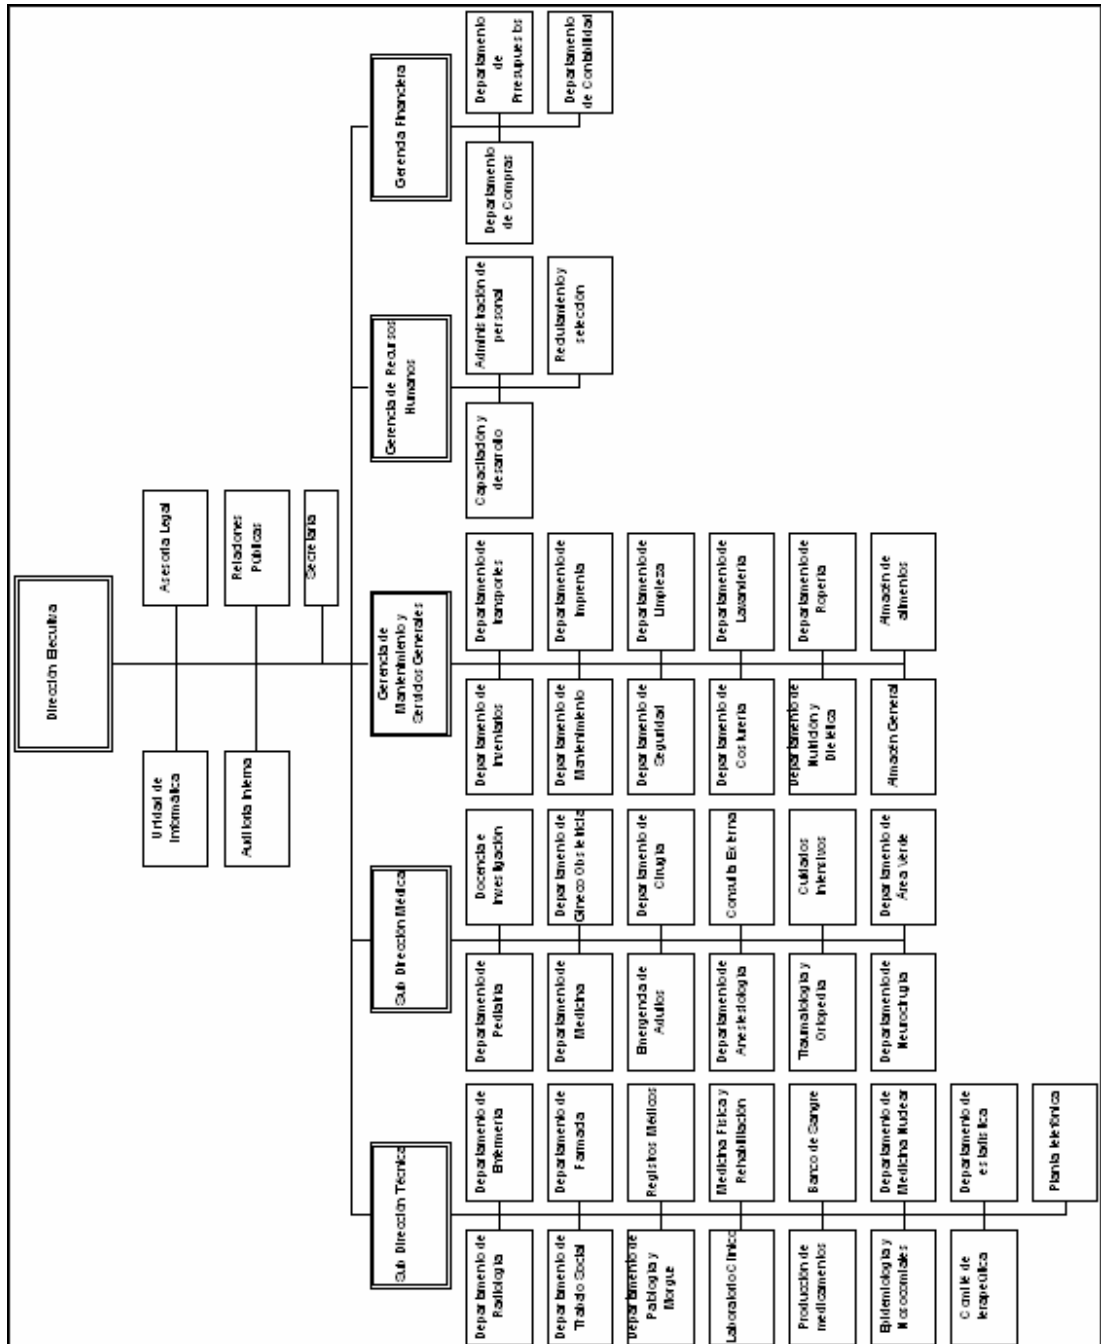 Dirección Ejecutiva
Unidad de
Informática
Asesoría Legal
Auditoría Interna
Relaciones
Públicas
Secretaria
Sub Dirección Técnica
Sub Dirección Médica
Gerencia de
Mantenimiento y
Servicios Generales
Gerencia de Recursos
Humanos
Gerencia Financiera
Departamento de
Radiología
Departamento de
Enfermería
Departamento de
Trabajo Social
Departamento de
Farmacia
Departamento de
Patología y
Morgue
Registros Médicos
Laboratorio Clínico
Medicina Física y
Rehabilitación
Producción de
medicamentos
Banco de Sangre
Epidemiología y
Nosocomiales
Departamento de
Medicina Nuclear
Comité de
terapeútica
Departamento de
estadística
Planta telefónica
Departamento de
Pediatría
Docencia e
Investigación
Departamento de
Medicina
Departamento de
Gineco Obstetricia
Emergencia de
Adultos
Departamento de
Cirugía
Departamento de
Anestesiología
Consulta Externa
Traumatología y
Ortopedia
Cuidados
Intensivos
Departamento de
Neurocirugía
Departamento de
Area Verde
Departamento de
Inventarios
Departamento de
transportes
Departamento de
Mantenimiento
Departamento de
Imprenta
Departamento de
Seguridad
Departamento de
Limpieza
Departamento de
Costurería
Departamento de
Lavandería
Departamento de
Nutrición y
Dietética
Departamento de
Ropería
Almacén General
Almacén de
alimentos
Capacitación y
desarrollo
Administración de
personal
Reclutamiento y
selección
Departamento
de Compras
Departamento
de
Prresupuestos
Departamento
de Contabilidad